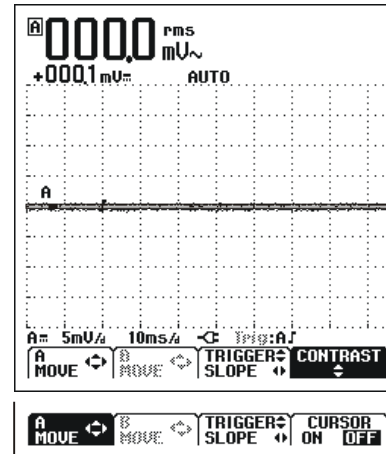 A 000.0 rms
mV~
+000.1 mV⎓ AUTO
A
A⎓ 5mV/d 10ms/d Trig:A∫
A MOVE B MOVE TRIGGER SLOPE CONTRAST
A MOVE B MOVE TRIGGER SLOPE CURSOR ON OFF